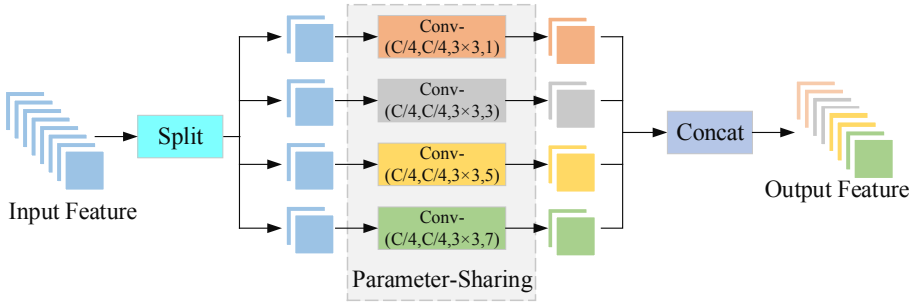 Input Feature
Split
Conv-
(C/4,C/4,3×3,1)
Conv-
(C/4,C/4,3×3,3)
Conv-
(C/4,C/4,3×3,5)
Conv-
(C/4,C/4,3×3,7)
Parameter-Sharing
Concat
Output Feature